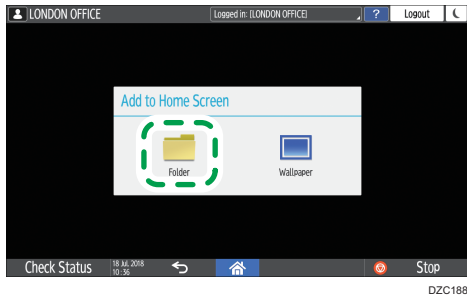 LONDON OFFICE Logged in: [LONDON OFFICE] ? Logout
Add to Home Screen
Folder Wallpaper
Check Status 18 Jul. 2018 10:36 Stop
DZC188